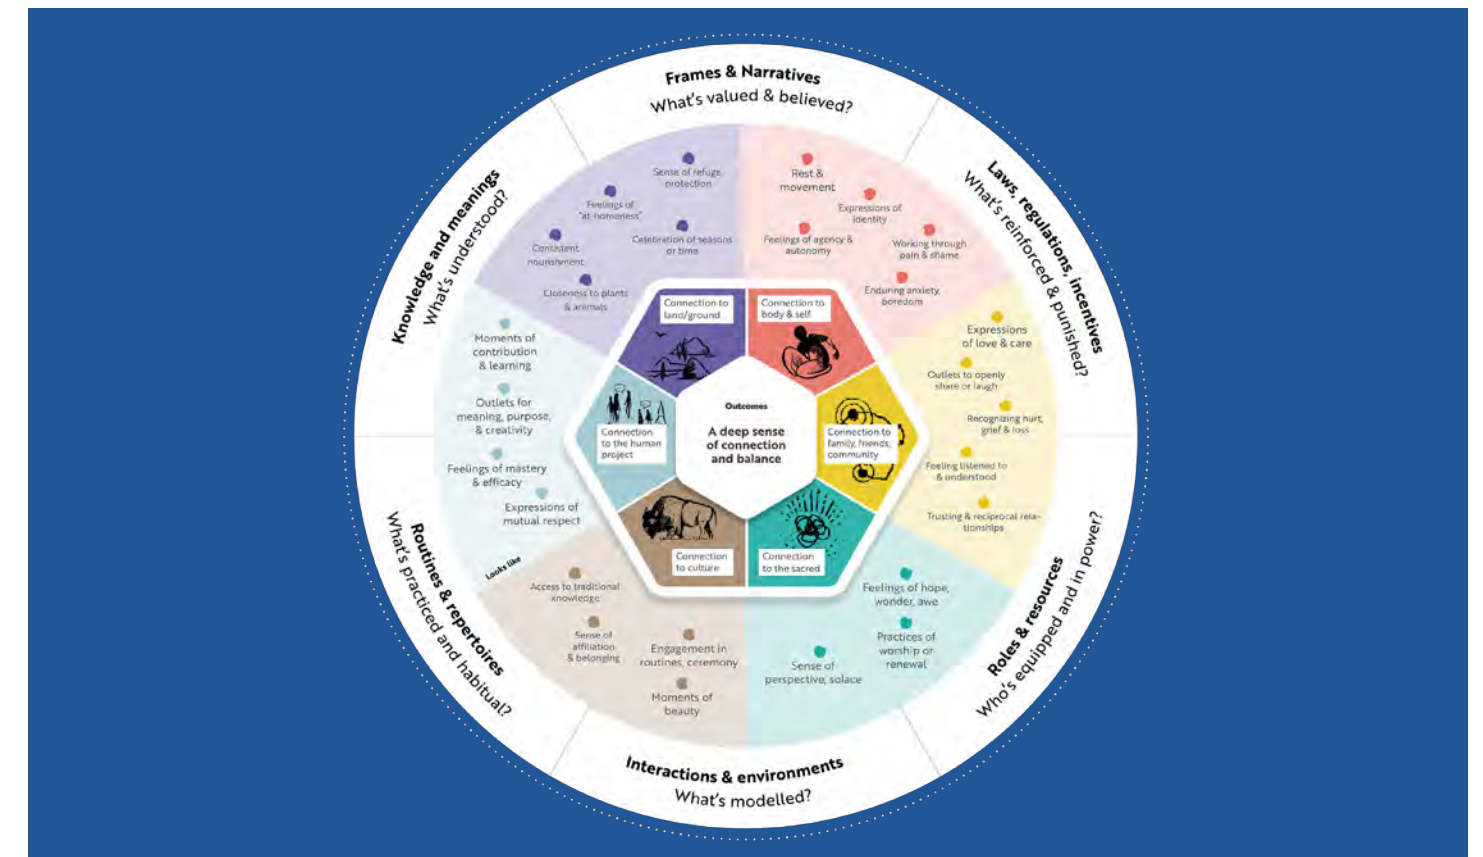 Frames & Narratives
What's valued & believed?
Laws, regulations, incentives
What's reinforced & punished?
Roles & resources
Who's equipped and in power?
Interactions & environments
What's modelled?
Routines & repertoires
What's practiced and habitual?
Knowledge and meanings
What's understood?
Sense of refuge,
protection
Feelings of
"at-homeness"
Celebration of seasons
or time
Consistent
nourishment
Closeness to plants
& animals
Rest &
movement
Expressions of
identity
Feelings of agency &
autonomy
Working through
pain & shame
Enduring anxiety,
boredom
Expressions
of love & care
Outlets to openly
share or laugh
Recognizing hurt,
grief & loss
Feeling listened to
& understood
Trusting & reciprocal rela-
tionships
Feelings of hope,
wonder, awe
Practices of
worship or
renewal
Sense of
perspective, solace
Access to traditional
knowledge
Sense of
affiliation
& belonging
Engagement in
routines, ceremony
Moments of
beauty
Looks like
Moments of
contribution
& learning
Outlets for
meaning, purpose,
& creativity
Feelings of mastery
& efficacy
Expressions of
mutual respect
Connection to
land/ground
Connection to
body & self
Connection to
family, friends,
community
Connection
to the sacred
Connection
to culture
Connection
to the human
project
Outcomes
A deep sense
of connection
and balance